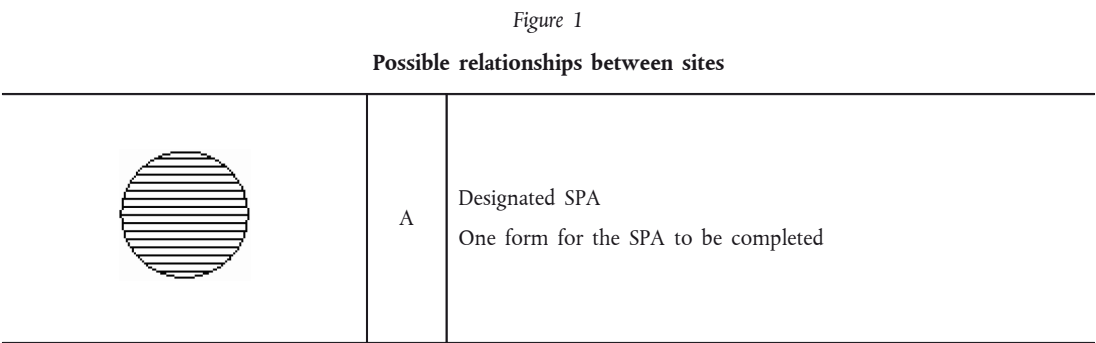 Figure 1
Possible relationships between sites
A
Designated SPA
One form for the SPA to be completed